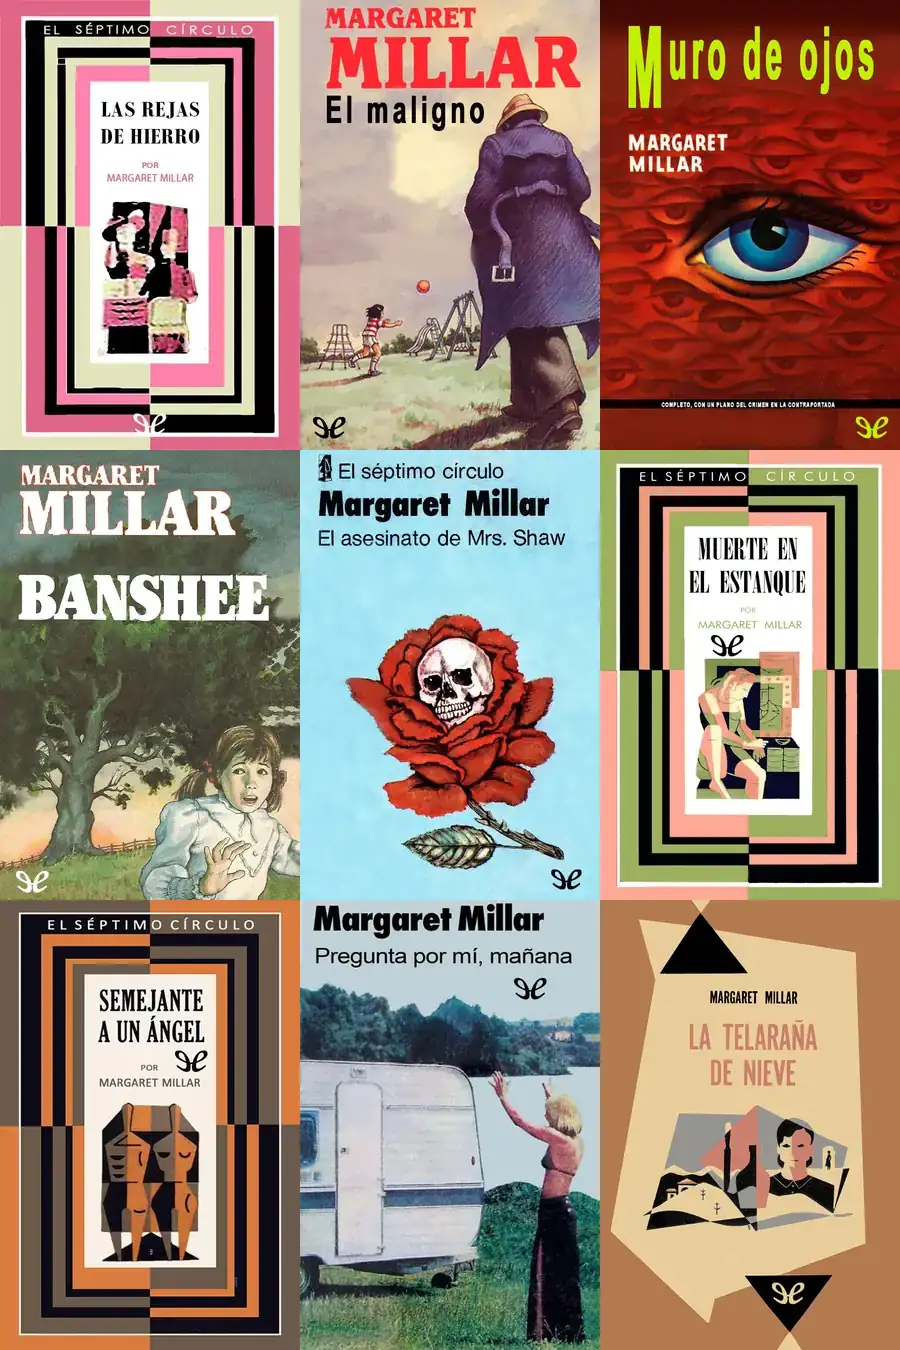 EL SÉPTIMO CÍRCULO
LAS REJAS
DE HIERRO
POR
MARGARET MILLAR
MARGARET
MILLAR
El maligno
Muro de ojos
MARGARET
MILLAR
COMPLETO, CON UN PLANO DEL CRIMEN EN LA CONTRAPORTADA
MARGARET
MILLAR
BANSHEE
El séptimo círculo
Margaret Millar
El asesinato de Mrs. Shaw
EL SÉPTIMO CÍRCULO
MUERTE EN
EL ESTANQUE
POR
MARGARET MILLAR
EL SÉPTIMO CÍRCULO
SEMEJANTE
A UN ÁNGEL
POR
MARGARET MILLAR
Margaret Millar
Pregunta por mí, mañana
MARGARET MILLAR
LA TELARAÑA
DE NIEVE